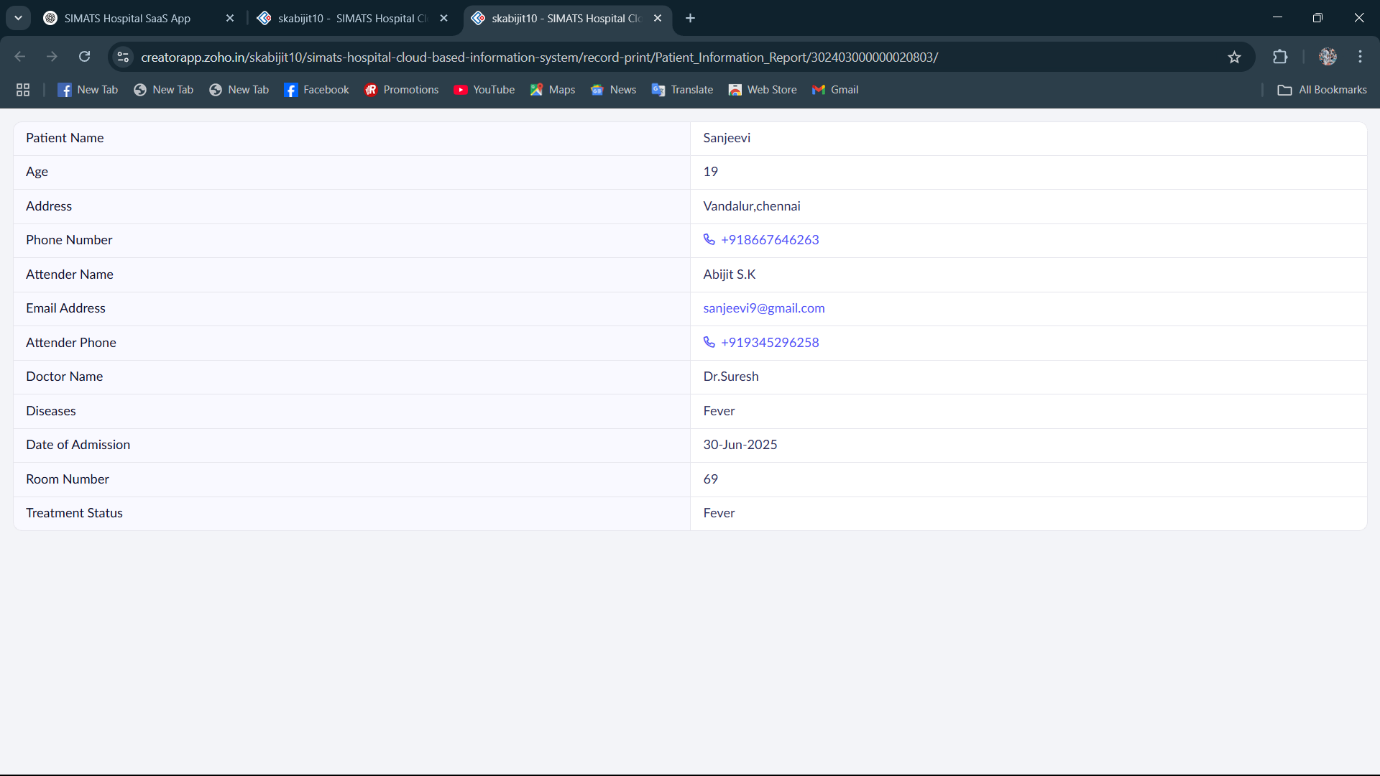 SIMATS Hospital SaaS App
skabijit10 - SIMATS Hospital Cl
skabijit10 - SIMATS Hospital Clo
creatorapp.zoho.in/skabijit10/simats-hospital-cloud-based-information-system/record-print/Patient_Information_Report/302403000000020803/
New Tab New Tab New Tab Facebook Promotions YouTube Maps News Translate Web Store Gmail All Bookmarks
Patient Name Sanjeevi
Age 19
Address Vandalur,chennai
Phone Number +918667646263
Attender Name Abijit S.K
Email Address sanjeevi9@gmail.com
Attender Phone +919345296258
Doctor Name Dr.Suresh
Diseases Fever
Date of Admission 30-Jun-2025
Room Number 69
Treatment Status Fever